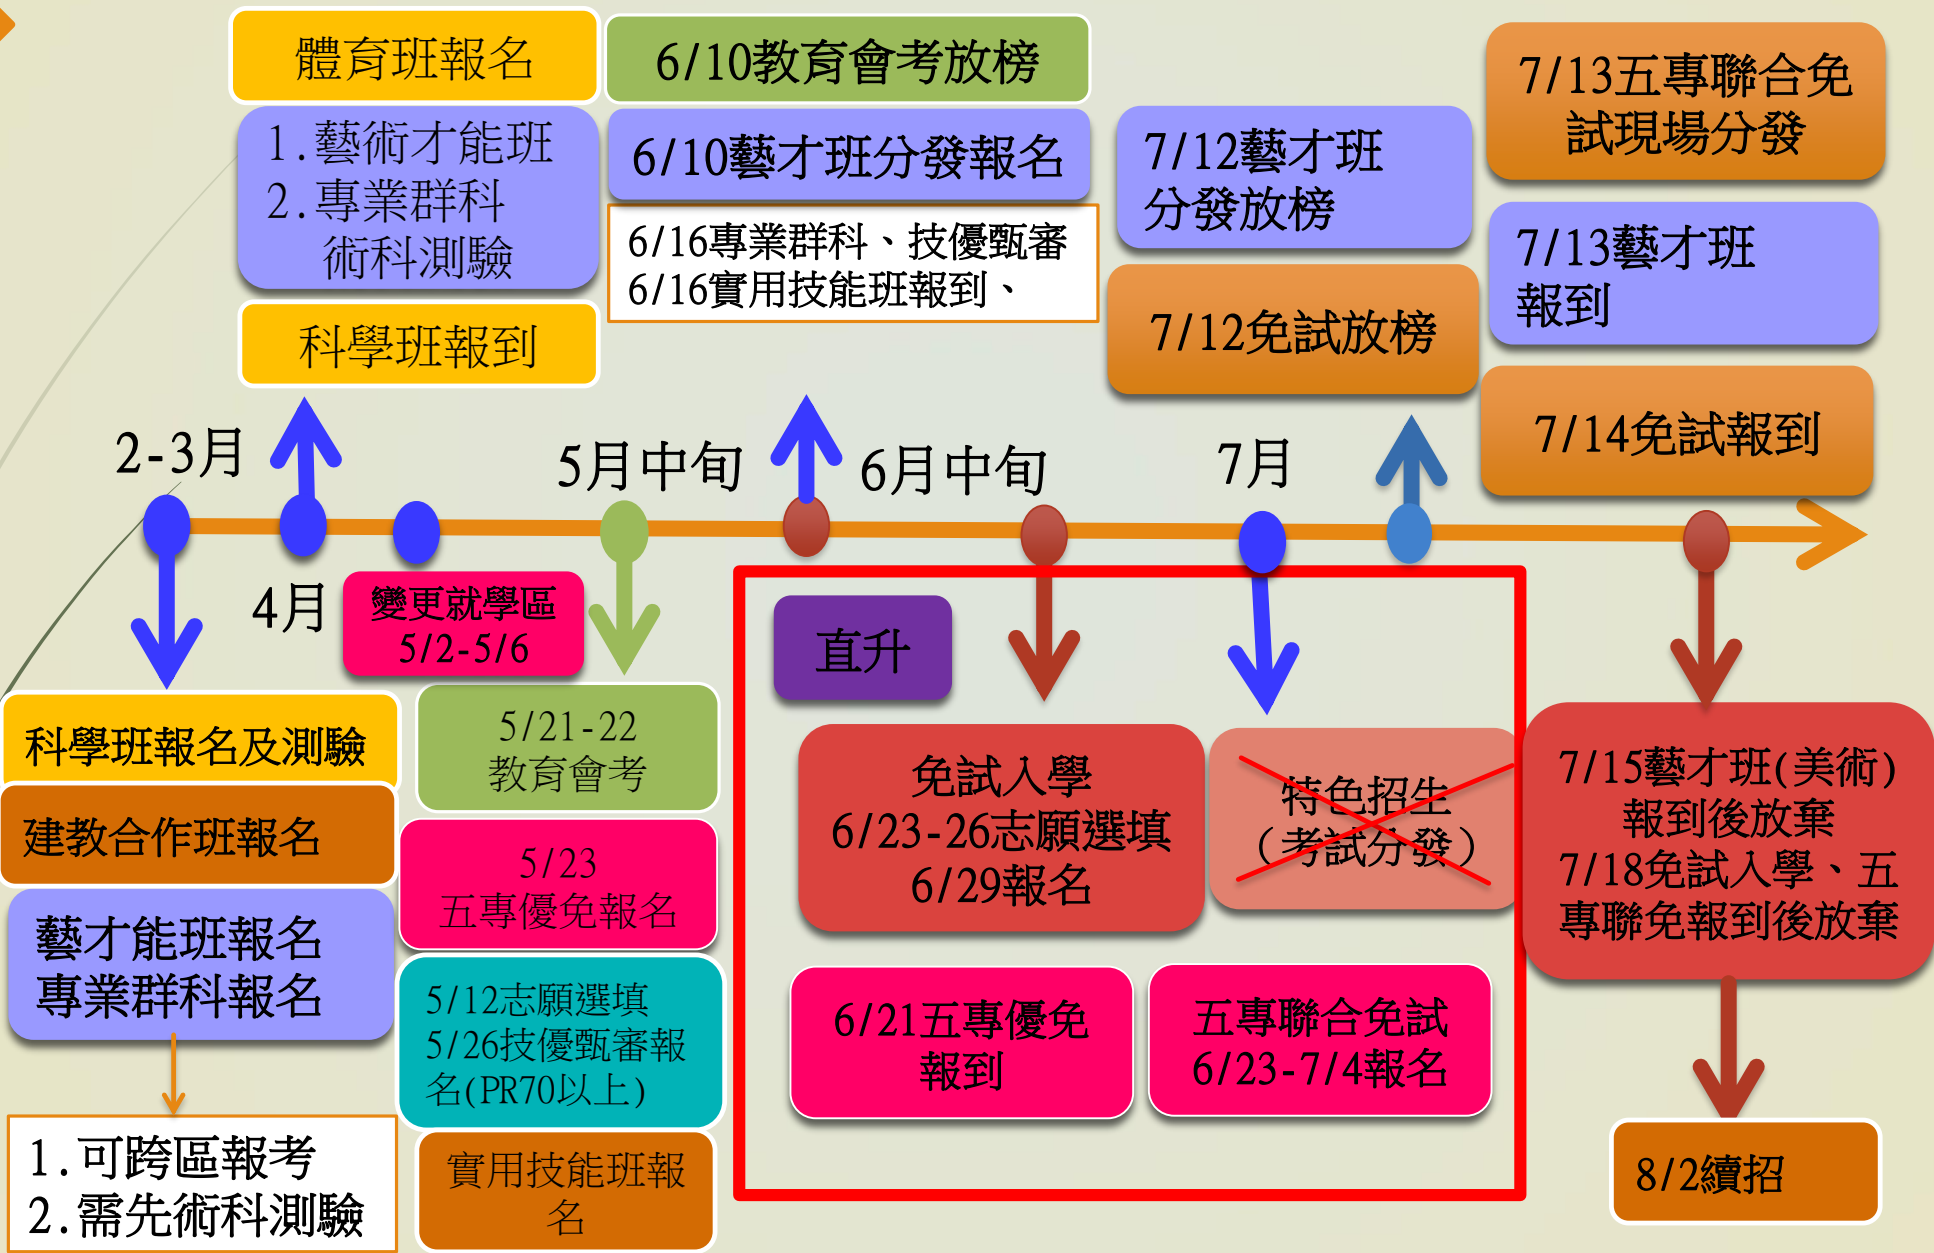 體育班報名
6/10教育會考放榜
7/13五專聯合免
試現場分發
1.藝術才能班
2.專業群科
術科測驗
6/10藝才班分發報名
7/12藝才班
分發放榜
6/16專業群科、技優甄審
6/16實用技能班報到、
7/13藝才班
報到
科學班報到
7/12免試放榜
7/14免試報到
2-3月
5月中旬
6月中旬
7月
4月
變更就學區
5/2-5/6
直升
科學班報名及測驗
5/21-22
教育會考
免試入學
6/23-26志願選填
6/29報名
特色招生
（考試分發）
7/15藝才班(美術)
報到後放棄
7/18免試入學、五
專聯免報到後放棄
建教合作班報名
5/23
五專優免報名
藝才能班報名
專業群科報名
5/12志願選填
5/26技優甄審報
名(PR70以上)
6/21五專優免
報到
五專聯合免試
6/23-7/4報名
1.可跨區報考
2.需先術科測驗
實用技能班報
名
8/2續招